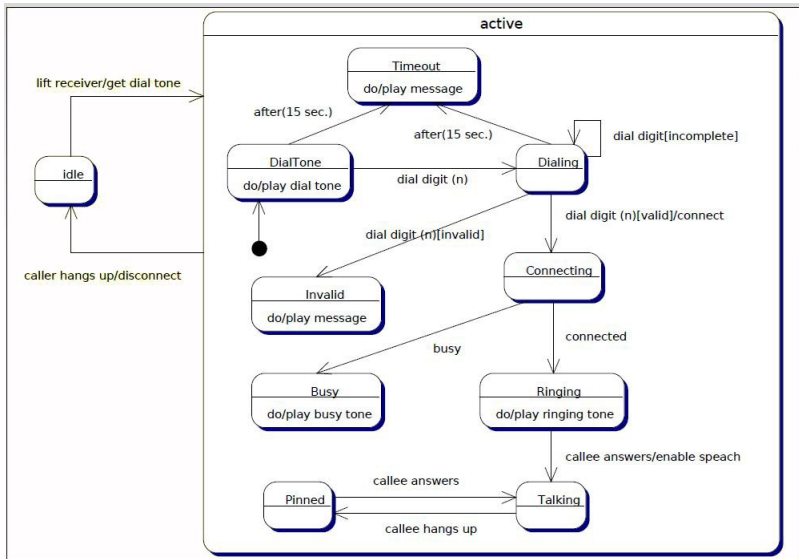 active
Timeout
do/play message
lift receiver/get dial tone
after(15 sec.)
after(15 sec.)
dial digit[incomplete]
DialTone
do/play dial tone
Dialing
dial digit (n)
idle
dial digit (n)[valid]/connect
dial digit (n)[invalid]
caller hangs up/disconnect
Connecting
Invalid
do/play message
connected
busy
Busy
do/play busy tone
Ringing
do/play ringing tone
callee answers/enable speach
callee answers
Pinned
Talking
callee hangs up